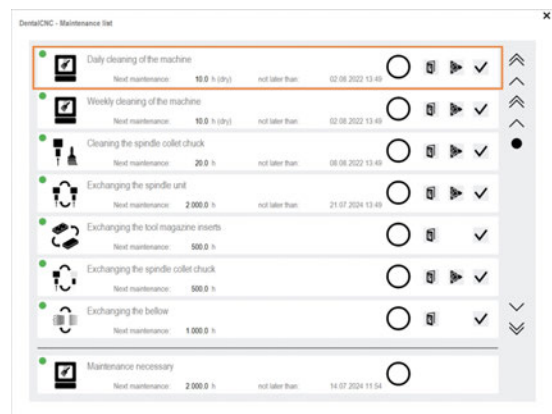 DentalCNC - Maintenance list
Daily cleaning of the machine
Next maintenance: 10.0 h (dry) not later than: 02.08.2022 13:49
Weekly cleaning of the machine
Next maintenance: 10.0 h (dry) not later than: 02.08.2022 13:49
Cleaning the spindle collet chuck
Next maintenance: 20.0 h not later than: 08.08.2022 13:49
Exchanging the spindle unit
Next maintenance: 2 000.0 h not later than: 21.07.2024 13:49
Exchanging the tool magazine inserts
Next maintenance: 500.0 h
Exchanging the spindle collet chuck
Next maintenance: 500.0 h
Exchanging the bellow
Next maintenance: 1 000.0 h
Maintenance necessary
Next maintenance: 2 000.0 h not later than: 14.07.2024 11:54